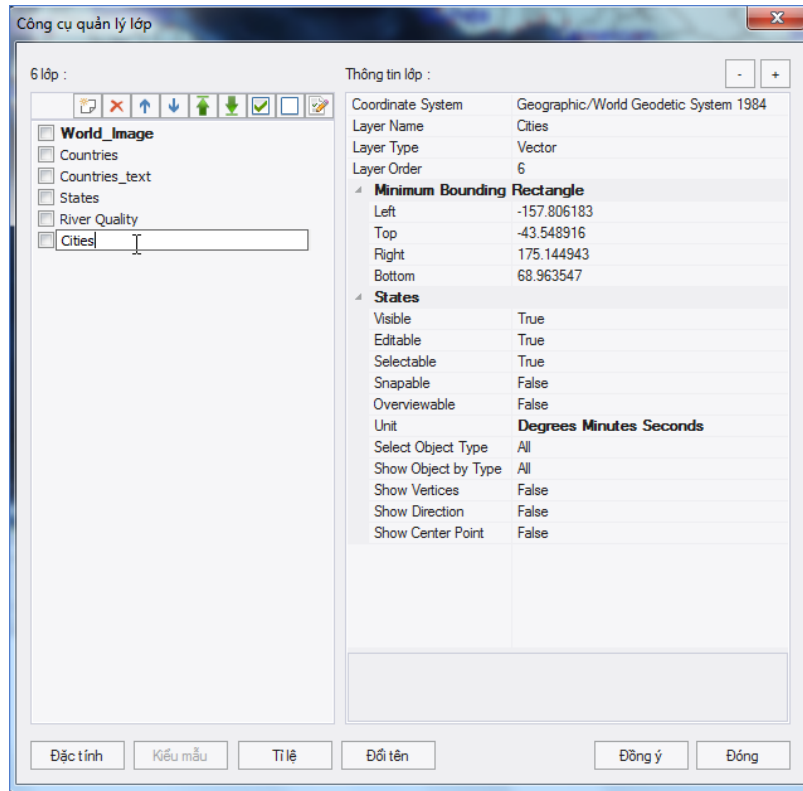 Công cụ quản lý lớp
6 lớp :
World_Image
Countries
Countries_text
States
River Quality
Cities
Thông tin lớp :
- +
Coordinate System Geographic/World Geodetic System 1984
Layer Name Cities
Layer Type Vector
Layer Order 6
Minimum Bounding Rectangle
Left -157.806183
Top -43.548916
Right 175.144943
Bottom 68.963547
States
Visible True
Editable True
Selectable True
Snapable False
Overviewable False
Unit Degrees Minutes Seconds
Select Object Type All
Show Object by Type All
Show Vertices False
Show Direction False
Show Center Point False
Đặc tính Kiểu mẫu Tỉ lệ Đổi tên Đồng ý Đóng